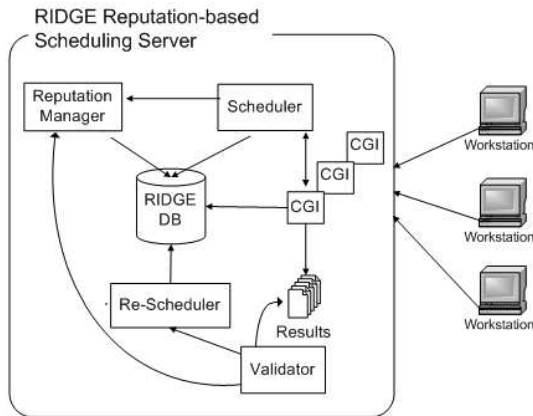 RIDGE Reputation-based
Scheduling Server
Reputation
Manager
Scheduler
CGI
CGI
CGI
RIDGE
DB
Re-Scheduler
Results
Validator
Workstation
Workstation
Workstation